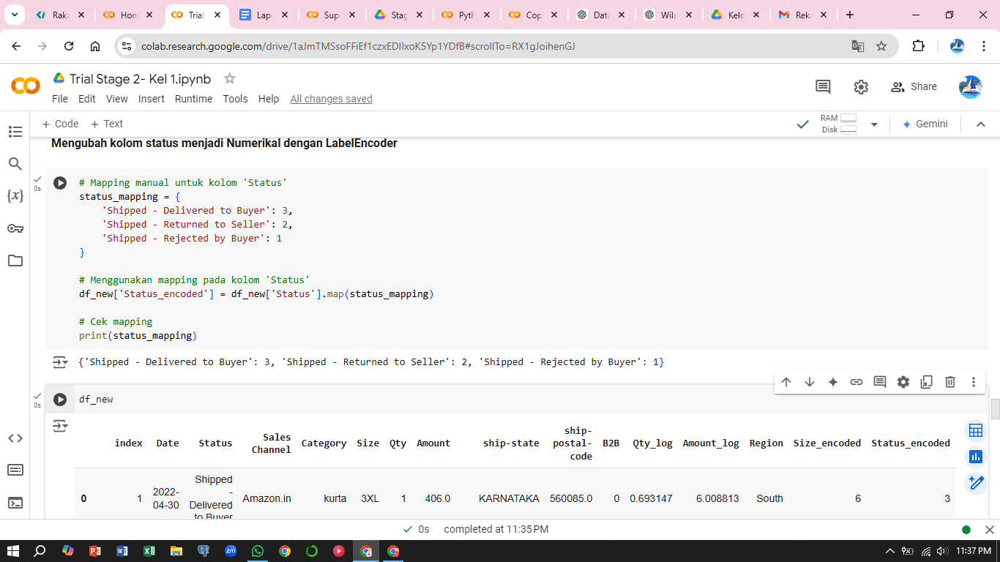 Raka
Hon
Trial
Lapo
Sup
Stag
Pyth
Cop
Data
Wila
Kelo
Reka
colab.research.google.com/drive/1aJmTMSsoFFiEf1czxEDIIxoK5Yp1YDfB#scrollTo=RX1gJoihenGJ
Trial Stage 2- Kel 1.ipynb
File Edit View Insert Runtime Tools Help All changes saved
Share
+ Code + Text
RAM
Disk
Gemini
Mengubah kolom status menjadi Numerikal dengan LabelEncoder
0s
# Mapping manual untuk kolom 'Status'
status_mapping = {
'Shipped - Delivered to Buyer': 3,
'Shipped - Returned to Seller': 2,
'Shipped - Rejected by Buyer': 1
}
# Menggunakan mapping pada kolom 'Status'
df_new['Status_encoded'] = df_new['Status'].map(status_mapping)
# Cek mapping
print(status_mapping)
{'Shipped - Delivered to Buyer': 3, 'Shipped - Returned to Seller': 2, 'Shipped - Rejected by Buyer': 1}
0s
df_new
index Date Status Sales Channel Category Size Qty Amount ship-state ship-postal-code B2B Qty_log Amount_log Region Size_encoded Status_encoded
0 1 2022-04-30 Shipped - Delivered to Buyer Amazon.in kurta 3XL 1 406.0 KARNATAKA 560085.0 0 0.693147 6.008813 South 6 3
0s completed at 11:35 PM
11:37 PM